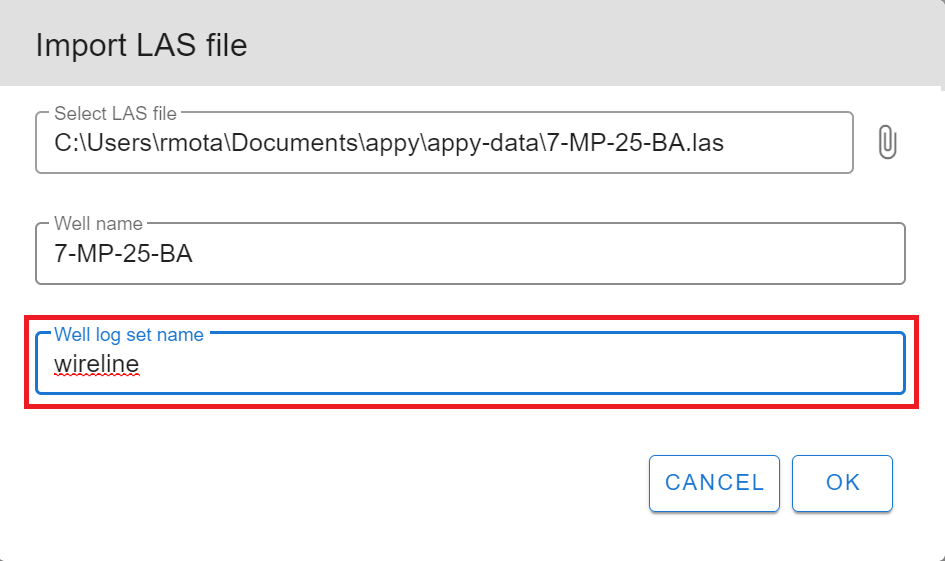 Import LAS file
Select LAS file
C:\Users\rmota\Documents\appy\appy-data\7-MP-25-BA.las
Well name
7-MP-25-BA
Well log set name
wireline
CANCEL OK